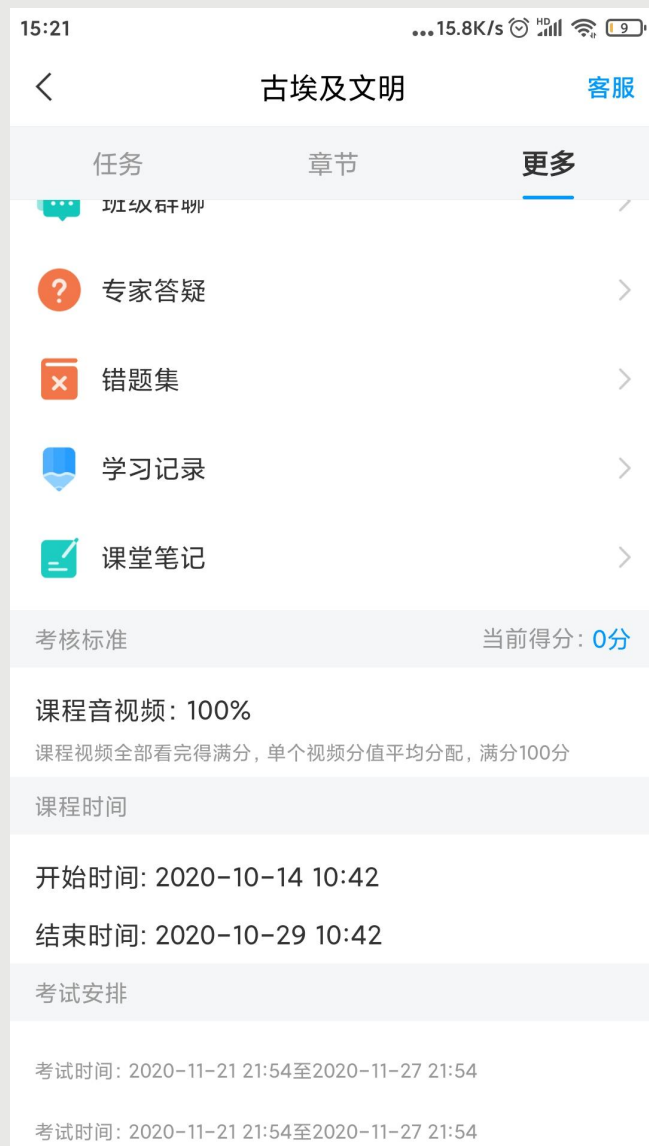 15:21 ...15.8K/s HD 9
古埃及文明 客服
任务 章节 更多
班级群聊
专家答疑
错题集
学习记录
课堂笔记
考核标准 当前得分: 0分
课程音视频: 100%
课程视频全部看完得满分, 单个视频分值平均分配, 满分100分
课程时间
开始时间: 2020-10-14 10:42
结束时间: 2020-10-29 10:42
考试安排
考试时间: 2020-11-21 21:54至2020-11-27 21:54
考试时间: 2020-11-21 21:54至2020-11-27 21:54